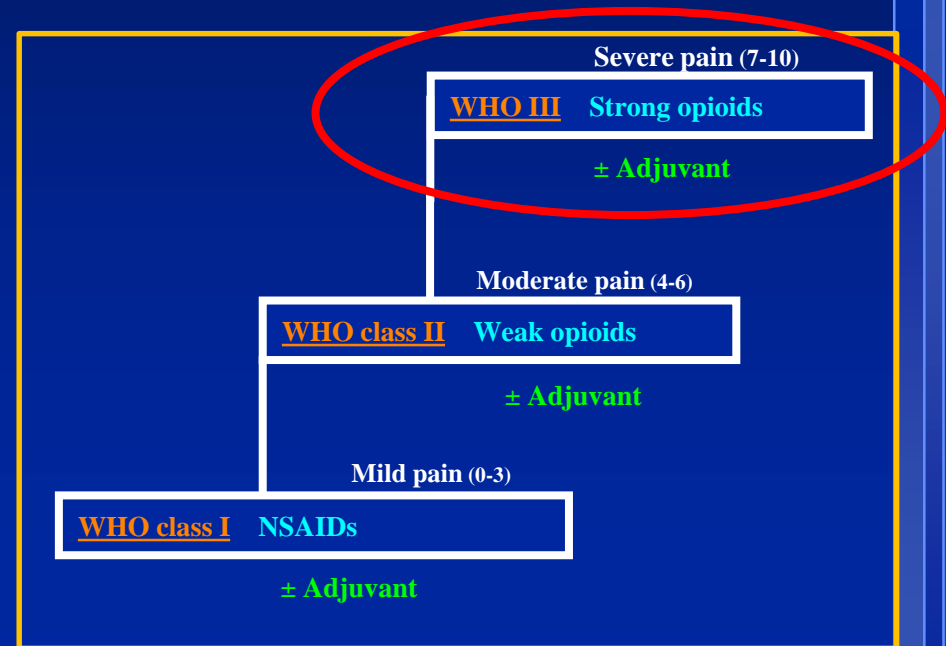 Severe pain (7-10)
WHO III Strong opioids
± Adjuvant
Moderate pain (4-6)
WHO class II Weak opioids
± Adjuvant
Mild pain (0-3)
WHO class I NSAIDs
± Adjuvant